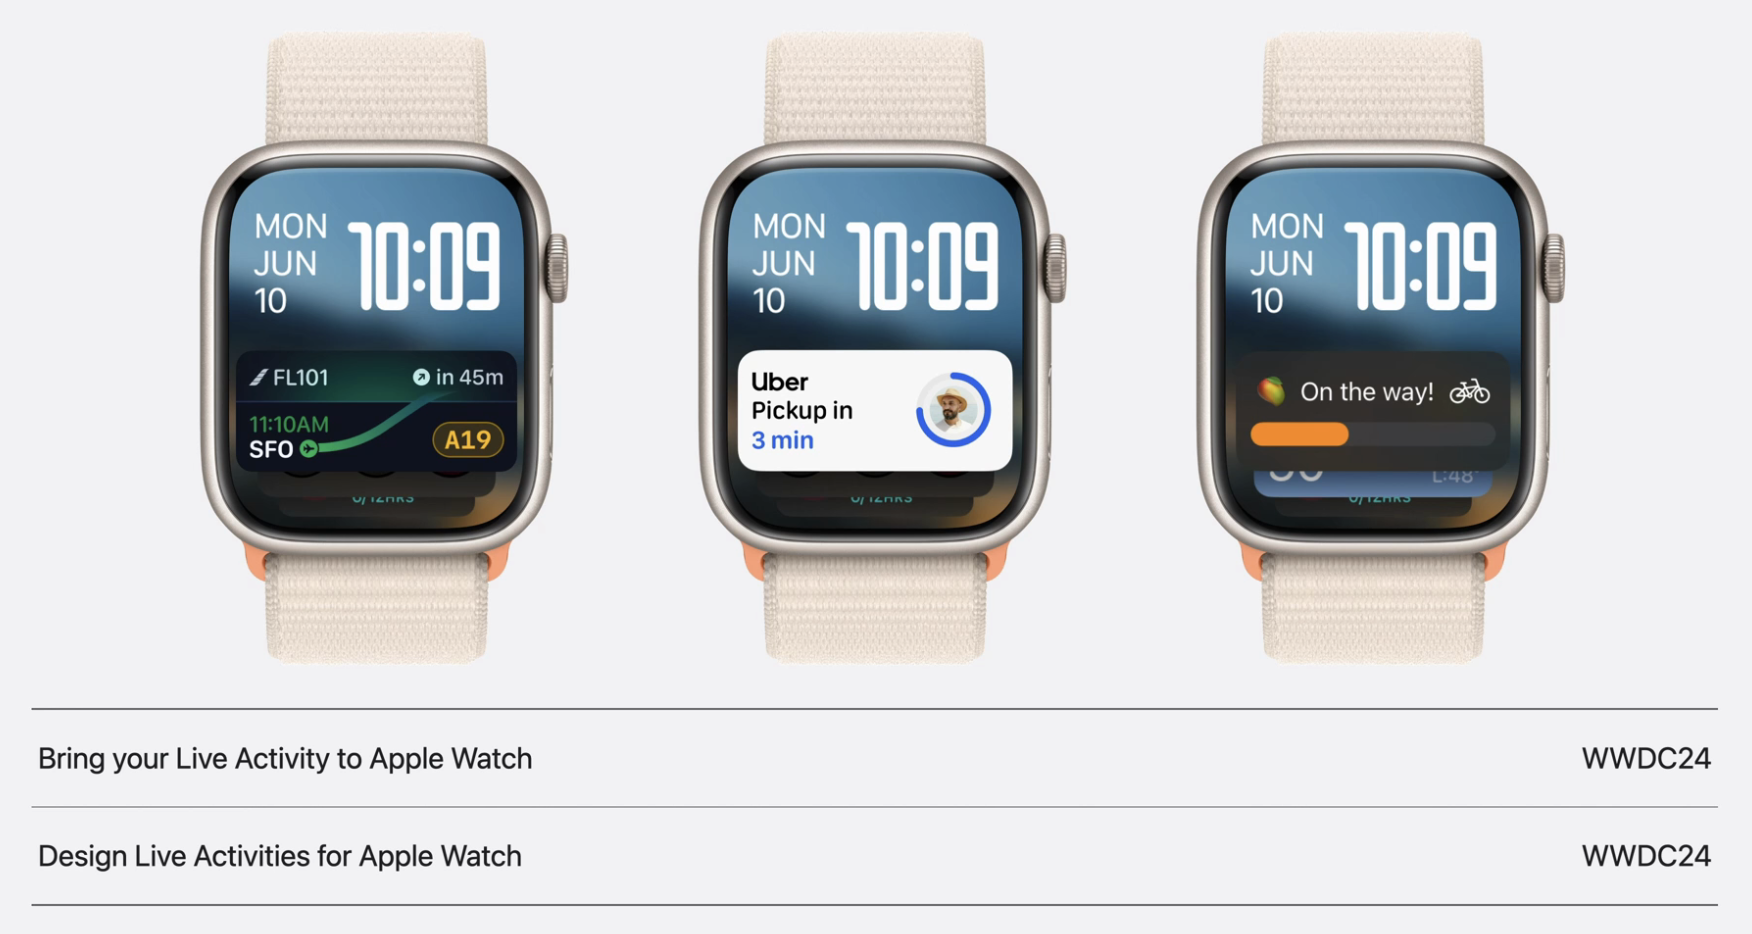 MON
JUN
10
10:09
FL101
in 45m
11:10AM
SFO
A19
MON
JUN
10
10:09
Uber
Pickup in
3 min
MON
JUN
10
10:09
On the way!
Bring your Live Activity to Apple Watch
WWDC24
Design Live Activities for Apple Watch
WWDC24